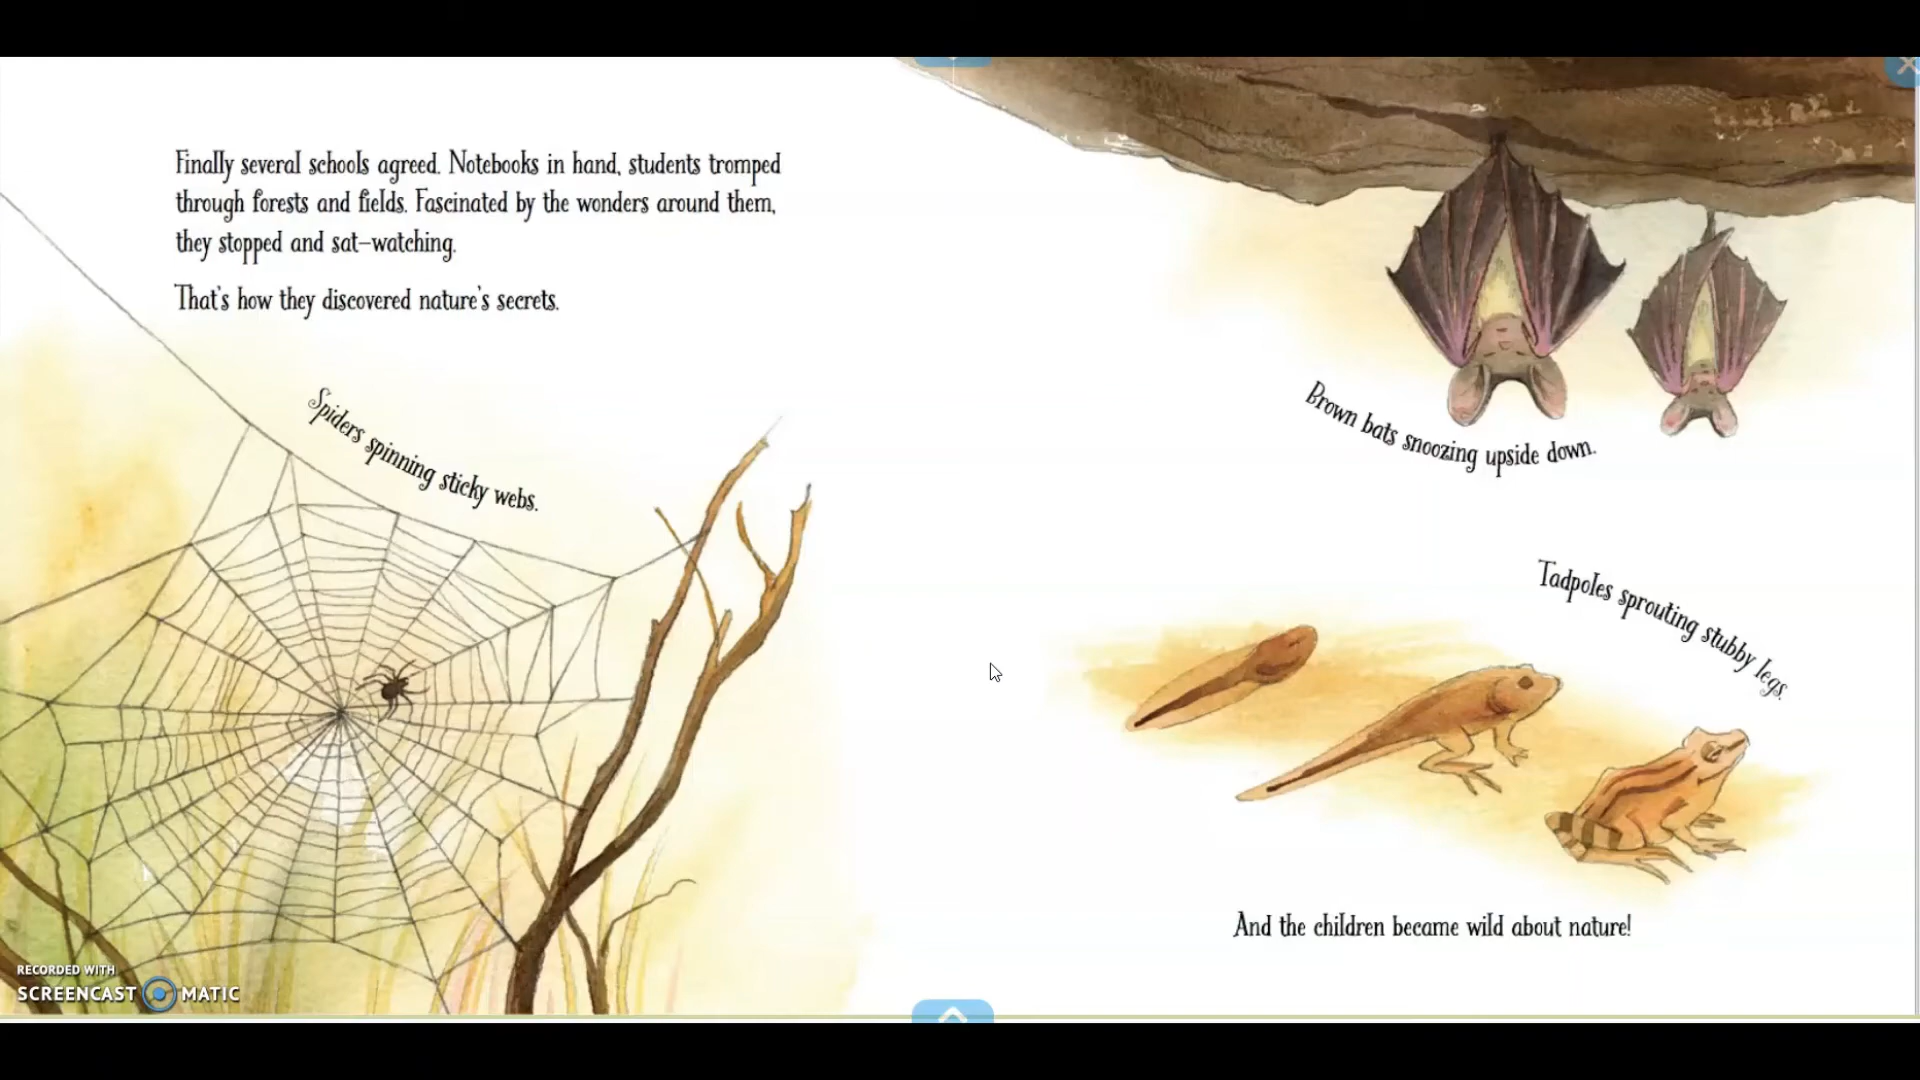 Finally several schools agreed. Notebooks in hand, students tromped
through forests and fields. Fascinated by the wonders around them,
they stopped and sat–watching.
That's how they discovered nature's secrets.
Spiders spinning sticky webs.
Brown bats snoozing upside down.
Tadpoles sprouting stubby legs.
And the children became wild about nature!
RECORDED WITH
SCREENCAST MATIC